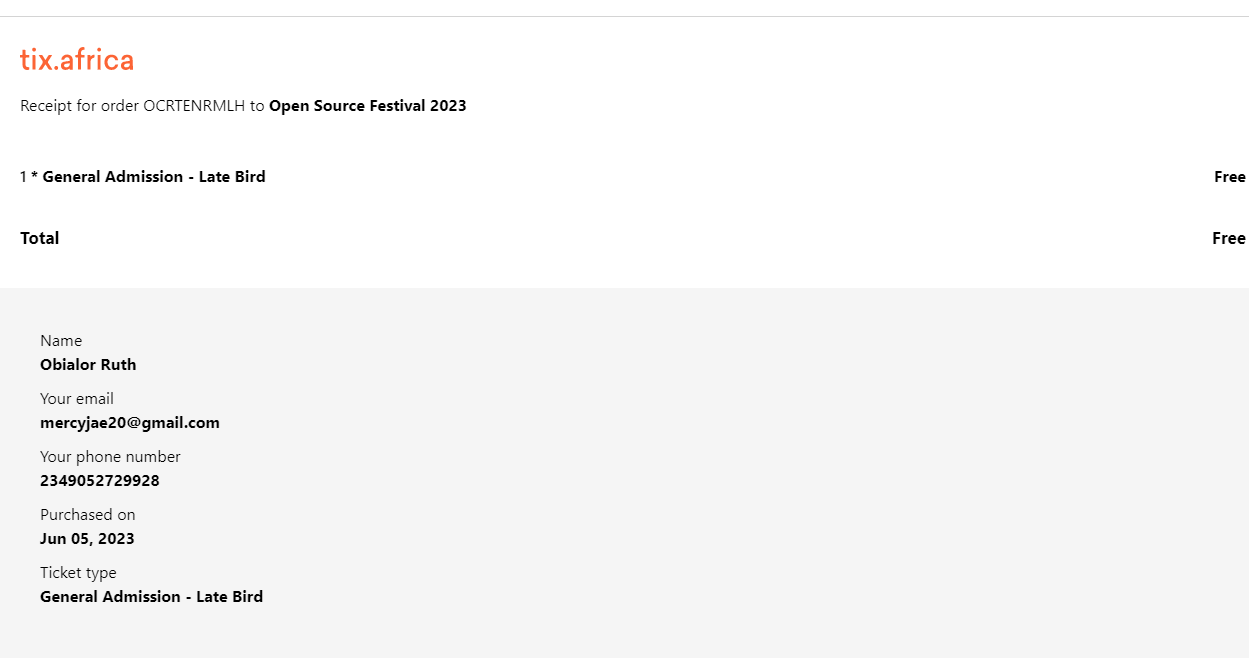 tix.africa
Receipt for order OCRTENRMLH to Open Source Festival 2023
1 * General Admission - Late Bird Free
Total Free
Name
Obialor Ruth
Your email
mercyjae20@gmail.com
Your phone number
2349052729928
Purchased on
Jun 05, 2023
Ticket type
General Admission - Late Bird